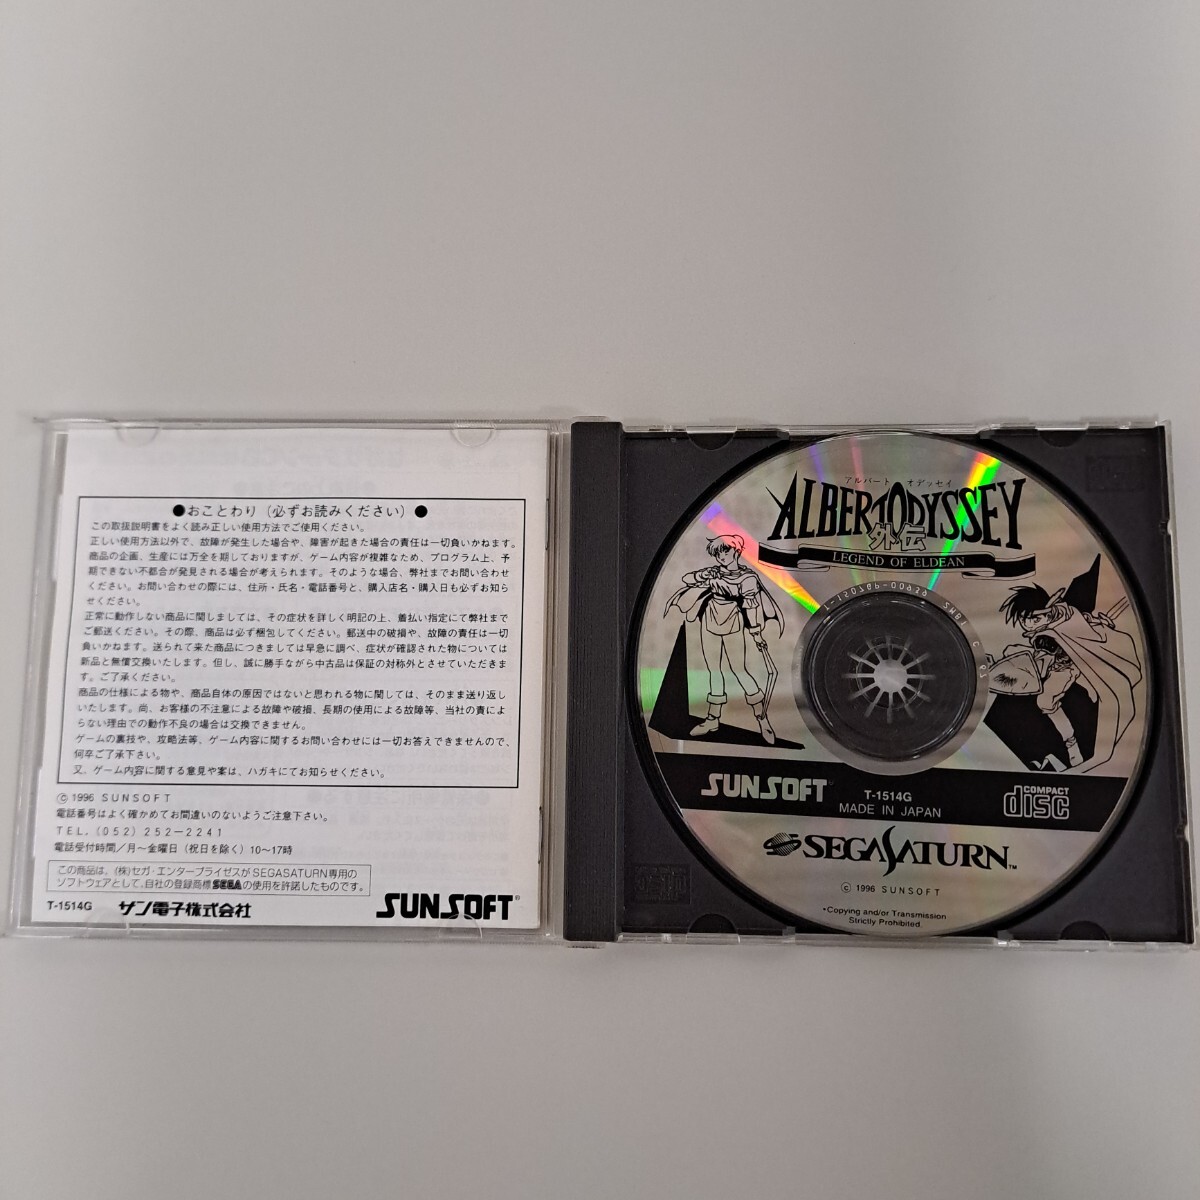 ●おことわり（必ずお読みください）●
この取扱説明書をよく読み正しい使用方法でご使用ください。
正しい使用方法以外で、故障が発生した場合や、障害が起きた場合の責任は一切負いかねます。
商品の企画、生産には万全を期しておりますが、ゲーム内容が複雑なため、プログラム上、予
期できない不都合が発見される場合が考えられます。そのような場合、弊社までお問い合わせ
ください。お問い合わせの際には、住所・氏名・電話番号と、購入店名・購入日も必ずお知ら
せください。
正常に動作しない商品に関しましては、その症状を詳しく明記の上、着払い指定にて弊社まで
ご郵送ください。その際、商品は必ず梱包してください。郵送中の破損や、故障の責任は一切
負いかねます。送られて来た商品につきましては早急に調べ、症状が確認された物については
新品と無償交換いたします。但し、誠に勝手ながら中古品は保証の対称外とさせていただきま
す。ご了承ください。
商品の仕様による物や、商品自体の原因ではないと思われる物に関しては、そのまま送り返し
いたします。尚、お客様の不注意による故障や破損、長期の使用による故障等、当社の責によ
らない理由での動作不良の場合は交換できません。
ゲームの裏技や、攻略法等、ゲーム内容に関するお問い合わせには一切お答えできませんので、
何卒ご了承下さい。
又、ゲーム内容に関する意見や案は、ハガキにてお知らせください。
© 1996 SUNSOFT
電話番号はよく確かめてお間違いのないようご注意下さい。
TEL.(052) 252－2241
電話受付時間／月～金曜日（祝日を除く）10～17時
この商品は、(株)セガ・エンタープライゼスがSEGASATURN専用の
ソフトウェアとして、自社の登録商標SEGAの使用を許諾したものです。
T-1514G サン電子株式会社 SUNSOFT®
アルバート オデッセイ
ALBERT ODYSSEY
外伝
LEGEND OF ELDEAN
SUNSOFT®
T-1514G
MADE IN JAPAN
COMPACT
disc
SEGA SATURN™
© 1996 SUNSOFT
•Copying and/or Transmission
Strictly Prohibited.